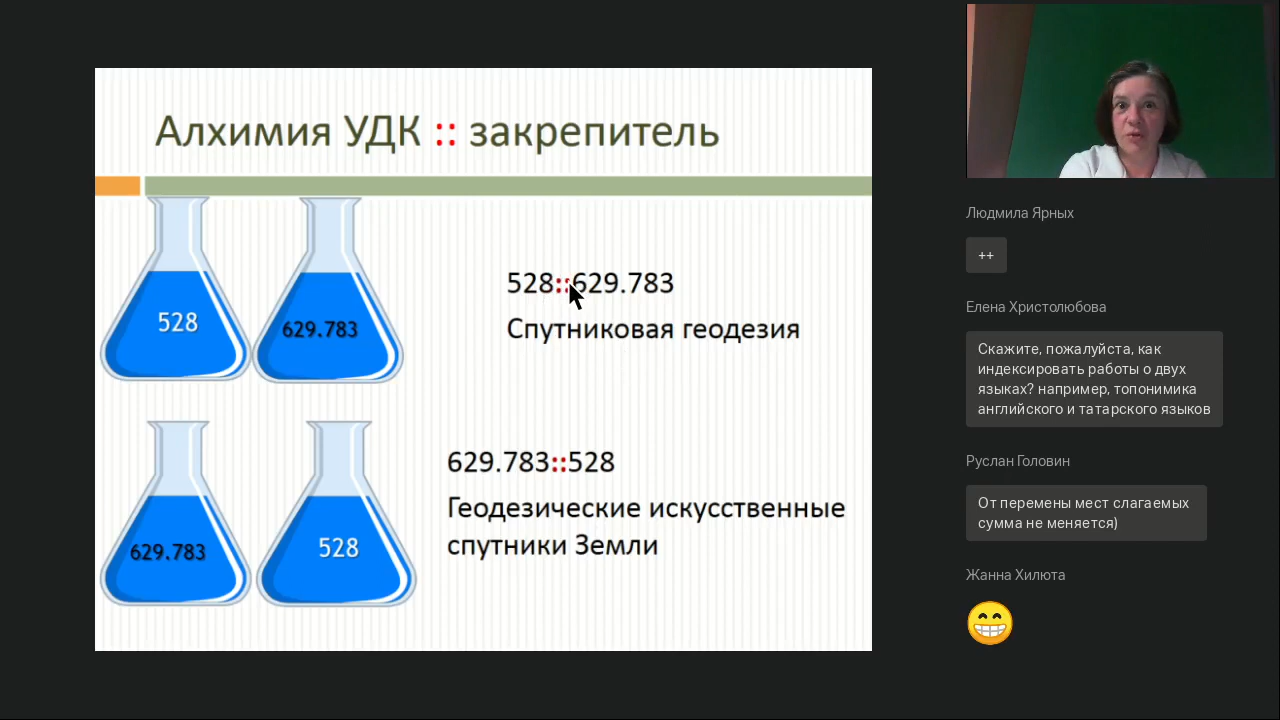 Алхимия УДК :: закрепитель
528
629.783
528::629.783
Спутниковая геодезия
629.783
528
629.783::528
Геодезические искусственные
спутники Земли
Людмила Ярных
++
Елена Христолюбова
Скажите, пожалуйста, как
индексировать работы о двух
языках? например, топонимика
английского и татарского языков
Руслан Головин
От перемены мест слагаемых
сумма не меняется)
Жанна Хилюта